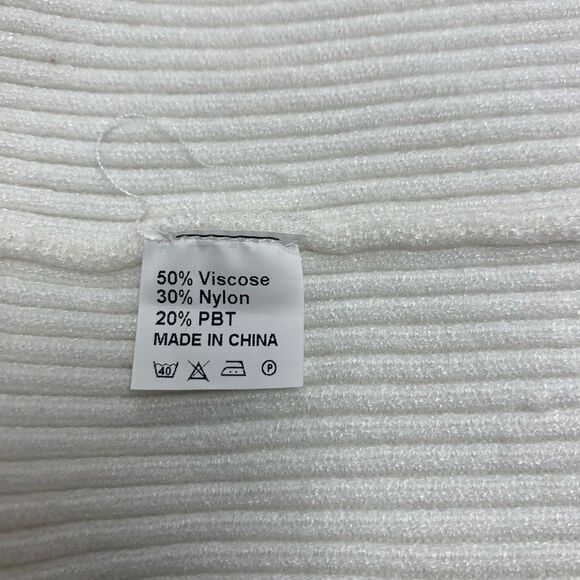 50% Viscose
30% Nylon
20% PBT
MADE IN CHINA
40 P